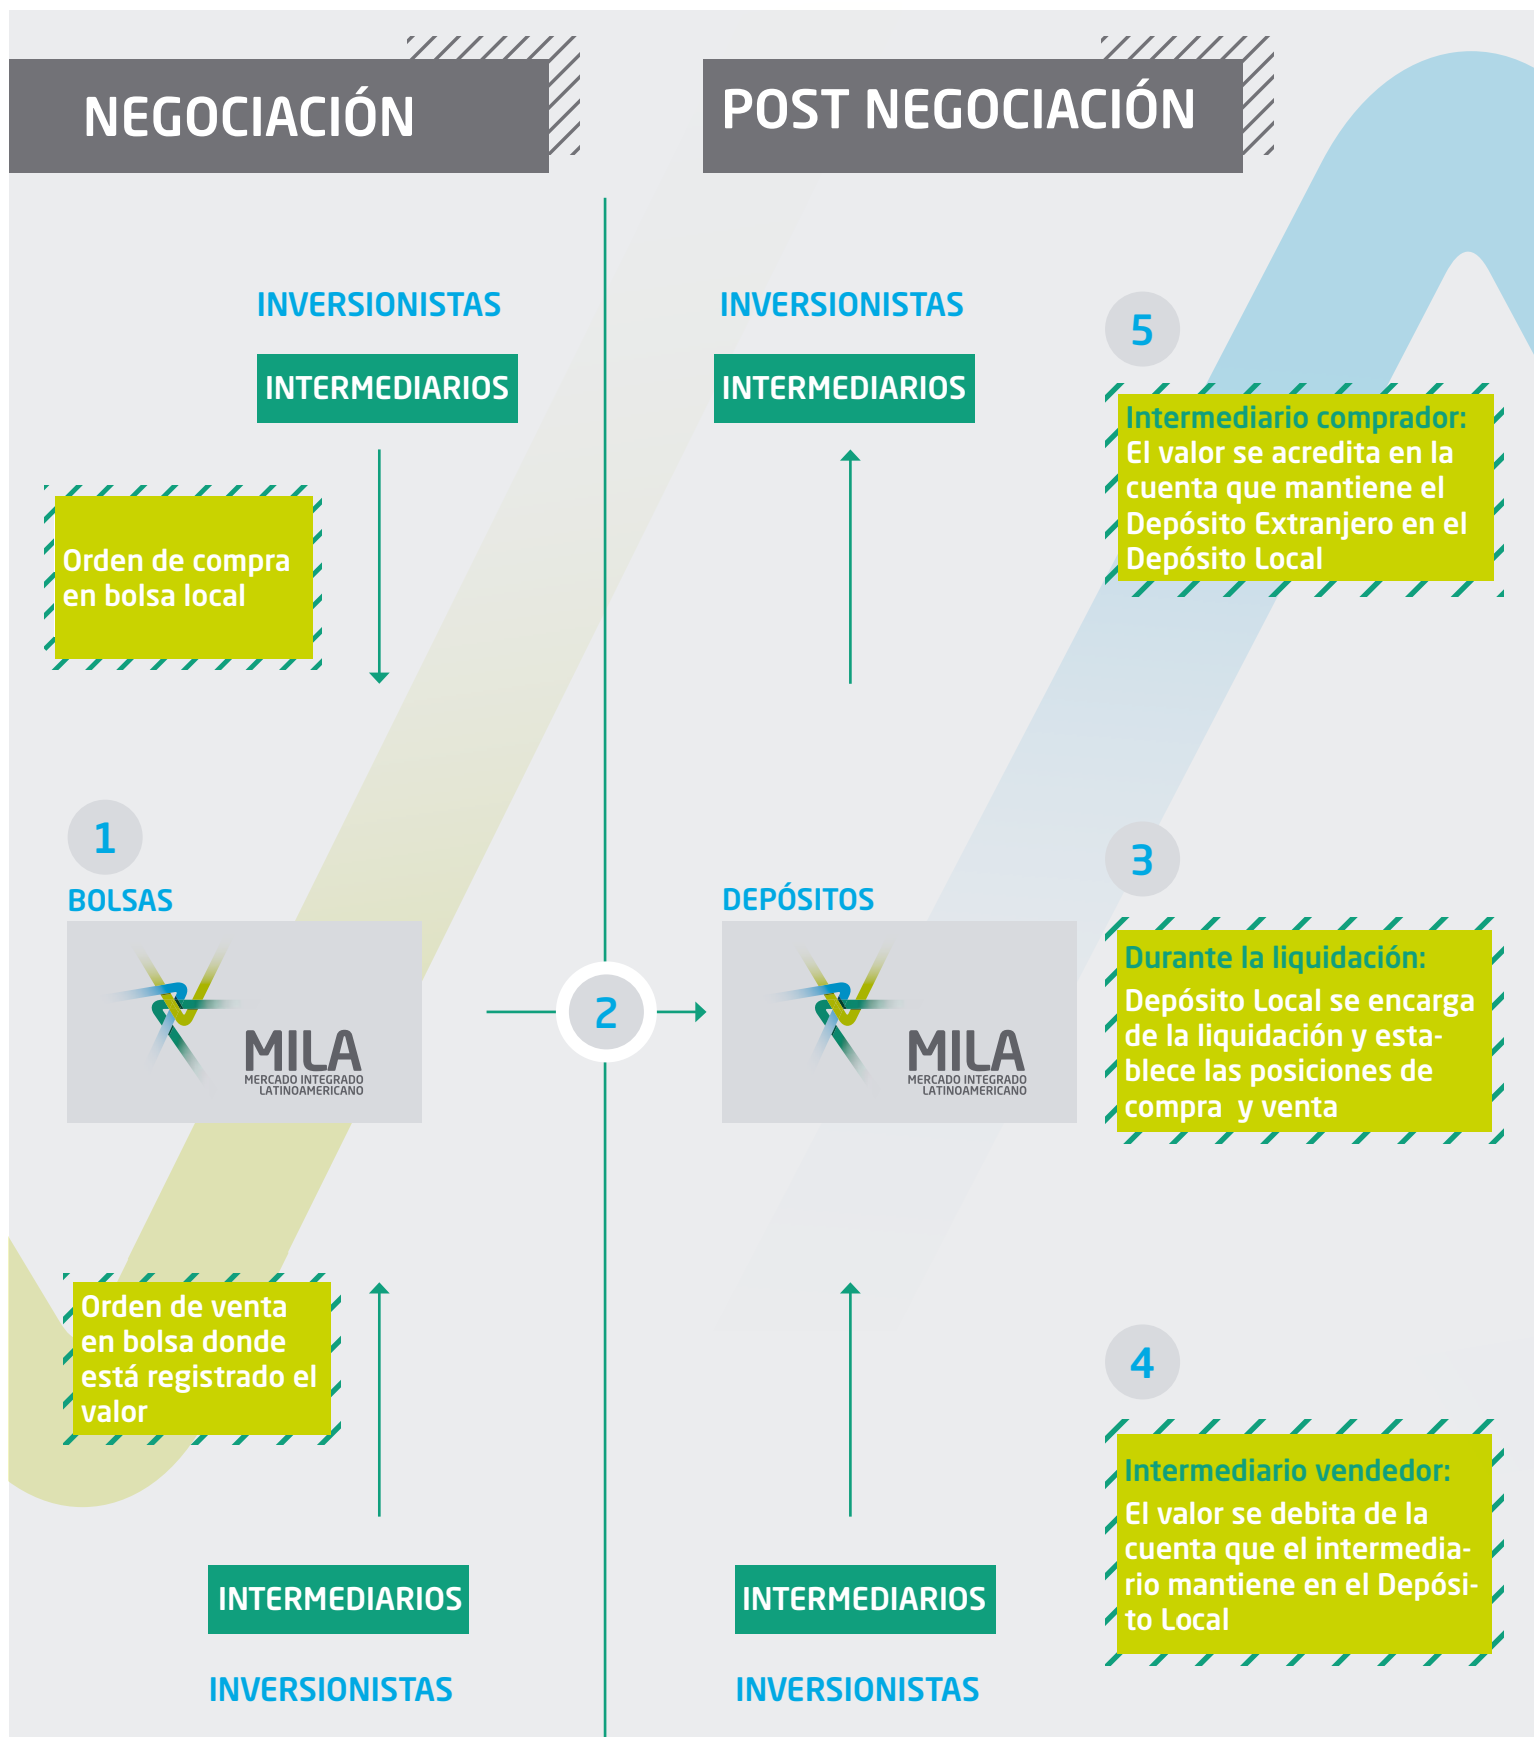 NEGOCIACIÓN
INVERSIONISTAS
INTERMEDIARIOS
Orden de compra
en bolsa local
1
BOLSAS
MILA
MERCADO INTEGRADO
LATINOAMERICANO
Orden de venta
en bolsa donde
está registrado el
valor
INTERMEDIARIOS
INVERSIONISTAS
2
POST NEGOCIACIÓN
INVERSIONISTAS
INTERMEDIARIOS
5
Intermediario comprador:
El valor se acredita en la
cuenta que mantiene el
Depósito Extranjero en el
Depósito Local
DEPÓSITOS
MILA
MERCADO INTEGRADO
LATINOAMERICANO
3
Durante la liquidación:
Depósito Local se encarga
de la liquidación y esta-
blece las posiciones de
compra  y venta
4
Intermediario vendedor:
El valor se debita de la
cuenta que el intermedia-
rio mantiene en el Depósi-
to Local
INTERMEDIARIOS
INVERSIONISTAS